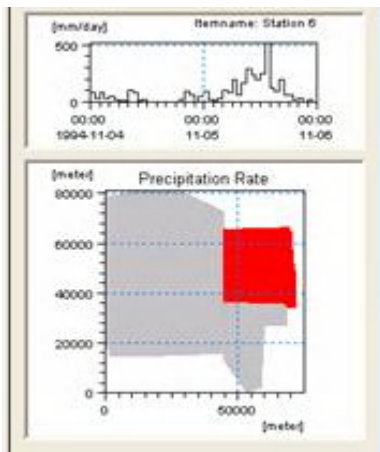 [mm/day] Itemname: Station 6
500
0
00:00 00:00 00:00
1994-11-04 11-05 11-06
[meter] Precipitation Rate
80000
60000
40000
20000
0
0 50000
[meter]